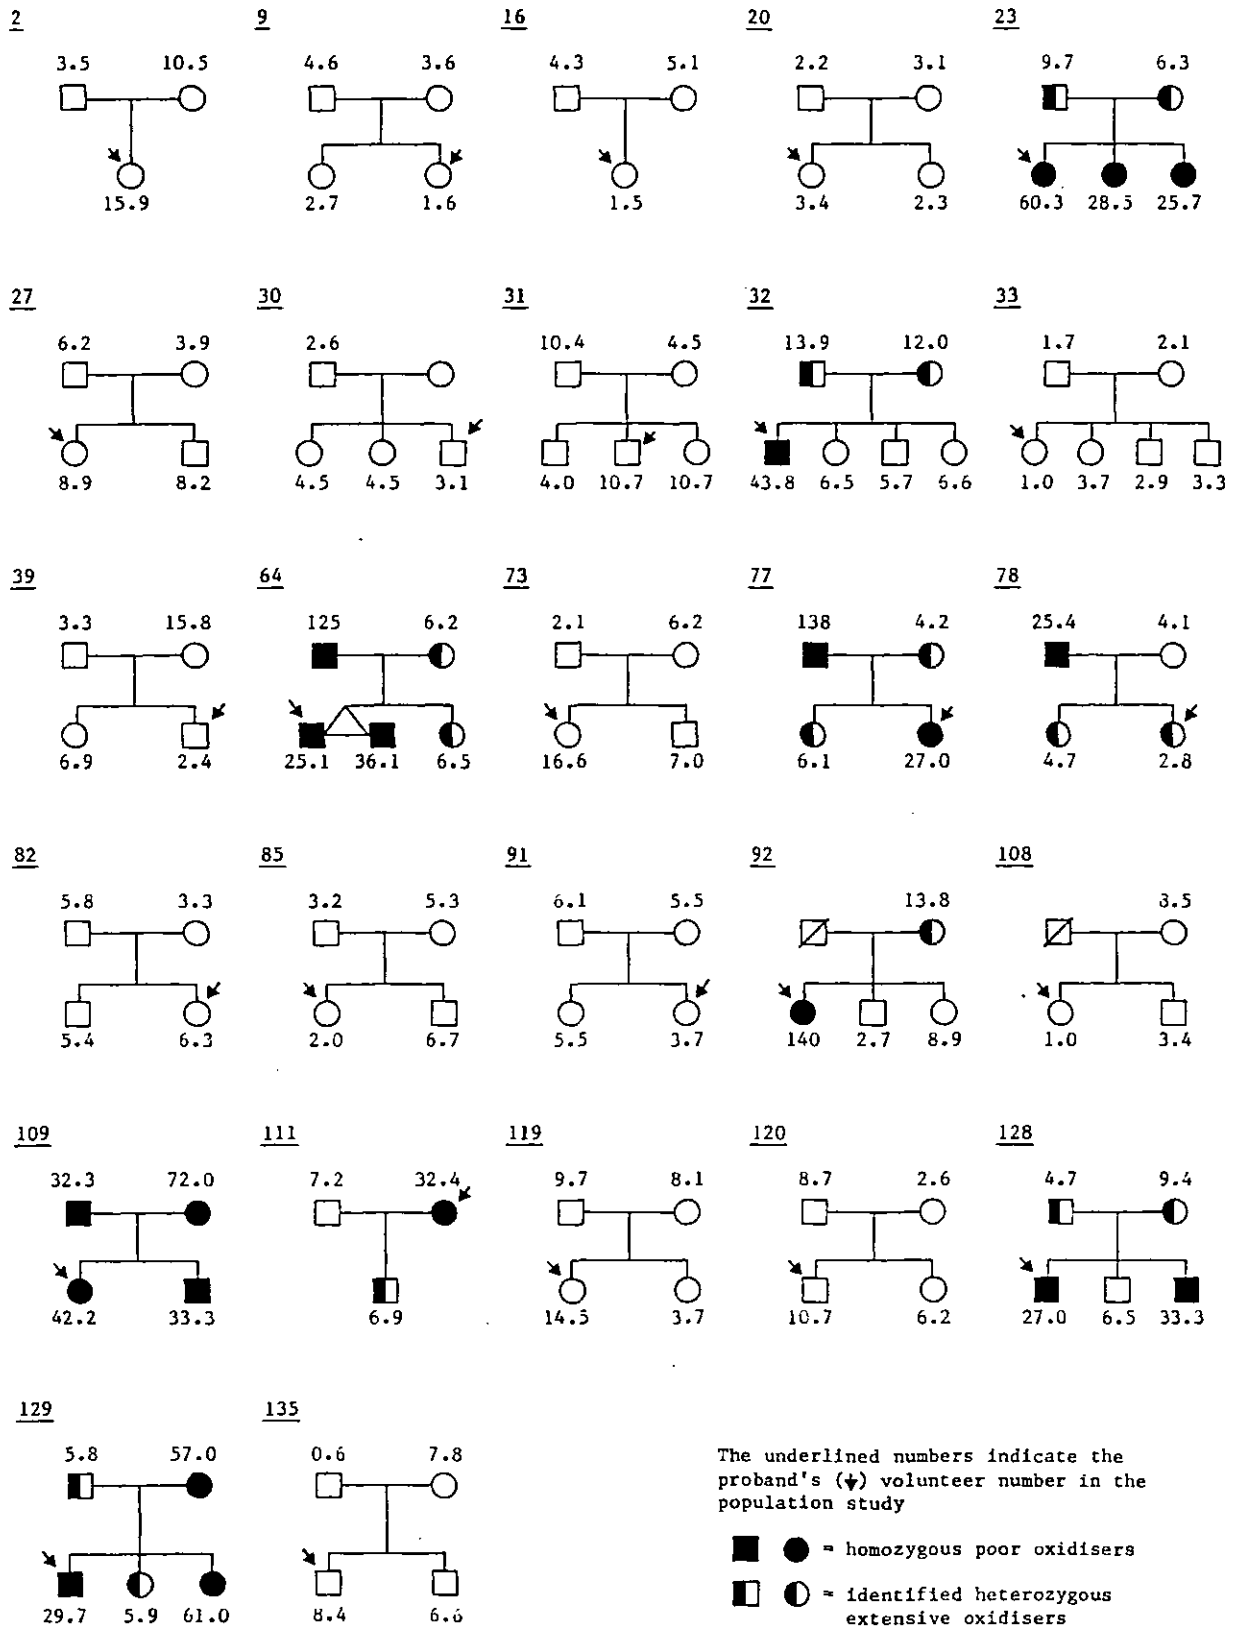 2 9 16 20 23
3.5 10.5 4.6 3.6 4.3 5.1 2.2 3.1 9.7 6.3
15.9 2.7 1.6 1.5 3.4 2.3 60.3 28.5 25.7
27 30 31 32 33
6.2 3.9 2.6 10.4 4.5 13.9 12.0 1.7 2.1
8.9 8.2 4.5 4.5 3.1 4.0 10.7 10.7 43.8 6.5 5.7 6.6 1.0 3.7 2.9 3.3
39 64 73 77 78
3.3 15.8 125 6.2 2.1 6.2 138 4.2 25.4 4.1
6.9 2.4 25.1 36.1 6.5 16.6 7.0 6.1 27.0 4.7 2.8
82 85 91 92 108
5.8 3.3 3.2 5.3 6.1 5.5 13.8
5.4 6.3 2.0 6.7 5.5 3.7 140 2.7 8.9 1.0 3.4
109 111 119 120 128
32.3 72.0 7.2 32.4 9.7 8.1 8.7 2.6 4.7 9.4
42.2 33.3 6.9 14.5 3.7 10.7 6.2 27.0 6.5 33.3
129 135
5.8 57.0 0.6 7.8
29.7 5.9 61.0 8.4 6.6
The underlined numbers indicate the
proband's ( ) volunteer number in the
population study
= homozygous poor oxidisers
= identified heterozygous
extensive oxidisers